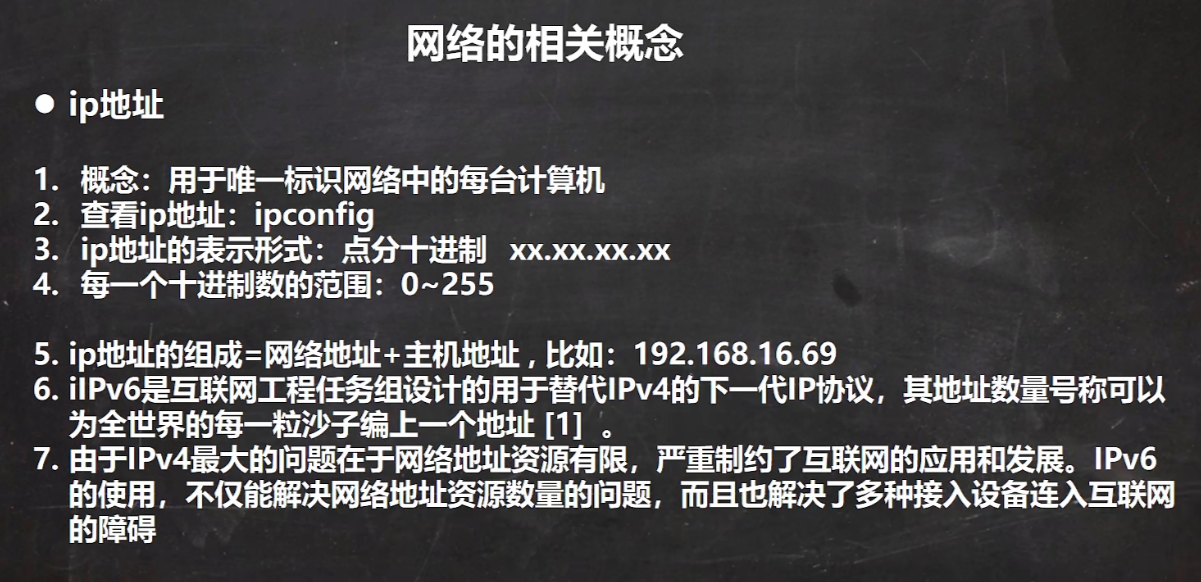 网络的相关概念
● ip地址
1. 概念：用于唯一标识网络中的每台计算机
2. 查看ip地址：ipconfig
3. ip地址的表示形式：点分十进制 xx.xx.xx.xx
4. 每一个十进制数的范围：0~255
5. ip地址的组成=网络地址+主机地址 , 比如：192.168.16.69
6. iIPv6是互联网工程任务组设计的用于替代IPv4的下一代IP协议，其地址数量号称可以
为全世界的每一粒沙子编上一个地址 [1] 。
7. 由于IPv4最大的问题在于网络地址资源有限，严重制约了互联网的应用和发展。IPv6
的使用，不仅能解决网络地址资源数量的问题，而且也解决了多种接入设备连入互联网
的障碍